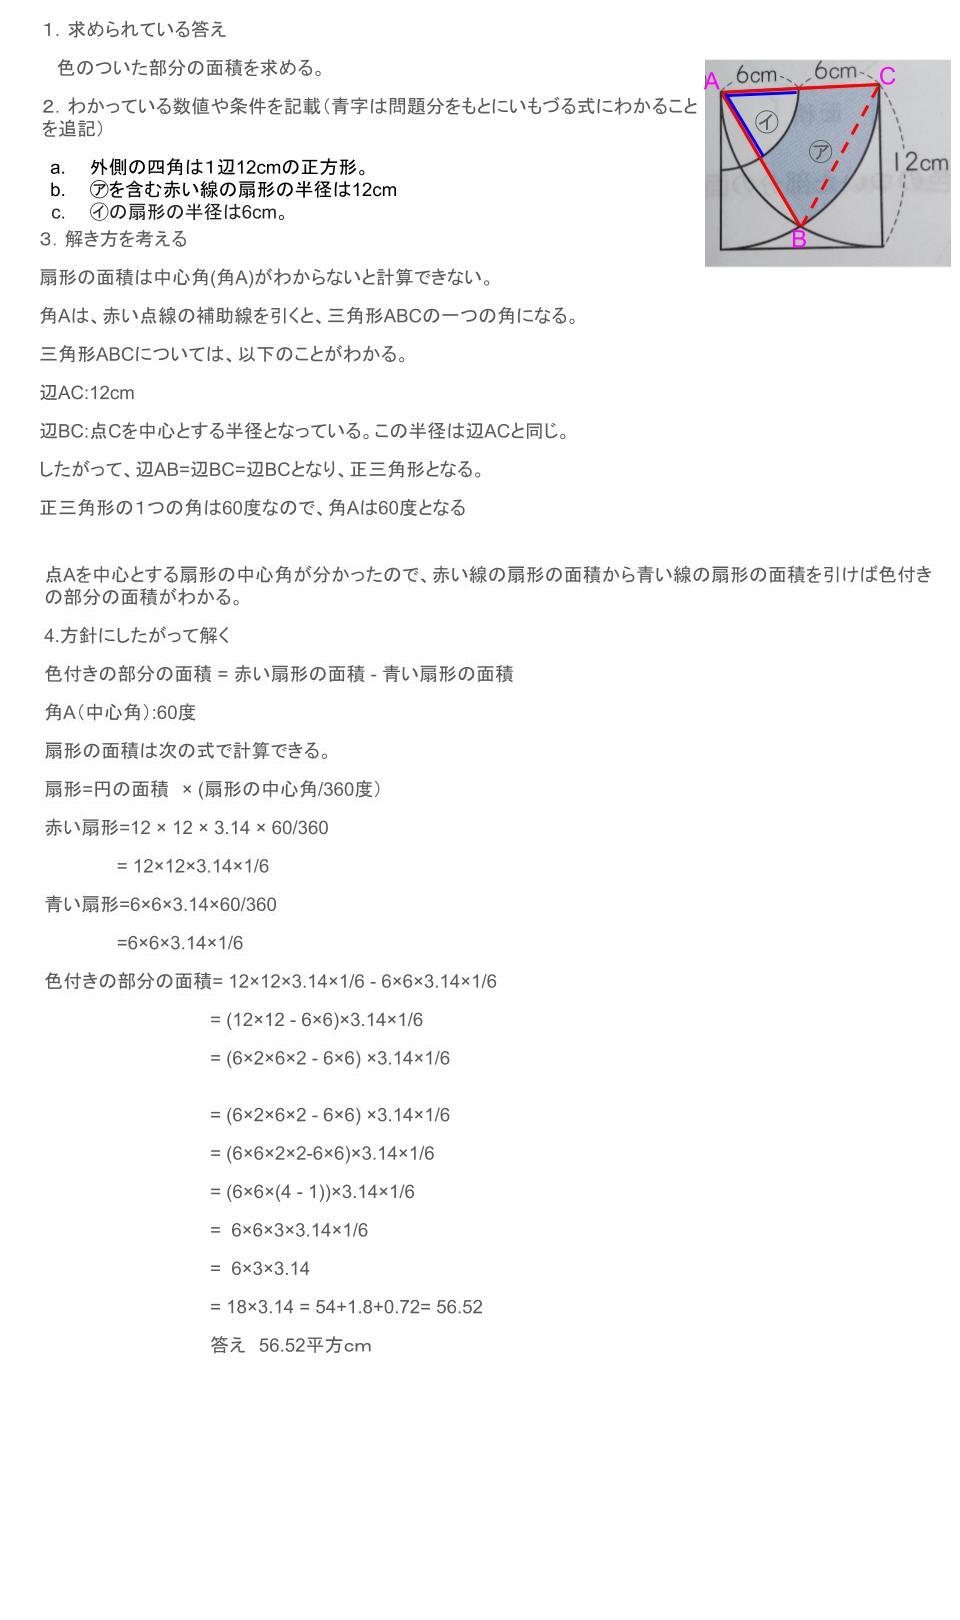 １．求められている答え
色のついた部分の面積を求める。
２．わかっている数値や条件を記載（青字は問題分をもとにいもづる式にわかること
を追記）
a. 外側の四角は１辺12cmの正方形。
b. ㋐を含む赤い線の扇形の半径は12cm
c. ㋑の扇形の半径は6cm。
A 6cm 6cm C
㋑
㋐
12cm
B
３．解き方を考える
扇形の面積は中心角(角A)がわからないと計算できない。
角Aは、赤い点線の補助線を引くと、三角形ABCの一つの角になる。
三角形ABCについては、以下のことがわかる。
辺AC:12cm
辺BC:点Cを中心とする半径となっている。この半径は辺ACと同じ。
したがって、辺AB=辺BC=辺BCとなり、正三角形となる。
正三角形の１つの角は60度なので、角Aは60度となる
点Aを中心とする扇形の中心角が分かったので、赤い線の扇形の面積から青い線の扇形の面積を引けば色付き
の部分の面積がわかる。
4.方針にしたがって解く
色付きの部分の面積 = 赤い扇形の面積 - 青い扇形の面積
角A（中心角）:60度
扇形の面積は次の式で計算できる。
扇形=円の面積 × (扇形の中心角/360度）
赤い扇形=12 × 12 × 3.14 × 60/360
= 12×12×3.14×1/6
青い扇形=6×6×3.14×60/360
=6×6×3.14×1/6
色付きの部分の面積= 12×12×3.14×1/6 - 6×6×3.14×1/6
= (12×12 - 6×6)×3.14×1/6
= (6×2×6×2 - 6×6) ×3.14×1/6
= (6×2×6×2 - 6×6) ×3.14×1/6
= (6×6×2×2-6×6)×3.14×1/6
= (6×6×(4 - 1))×3.14×1/6
= 6×6×3×3.14×1/6
= 6×3×3.14
= 18×3.14 = 54+1.8+0.72= 56.52
答え 56.52平方ｃｍ